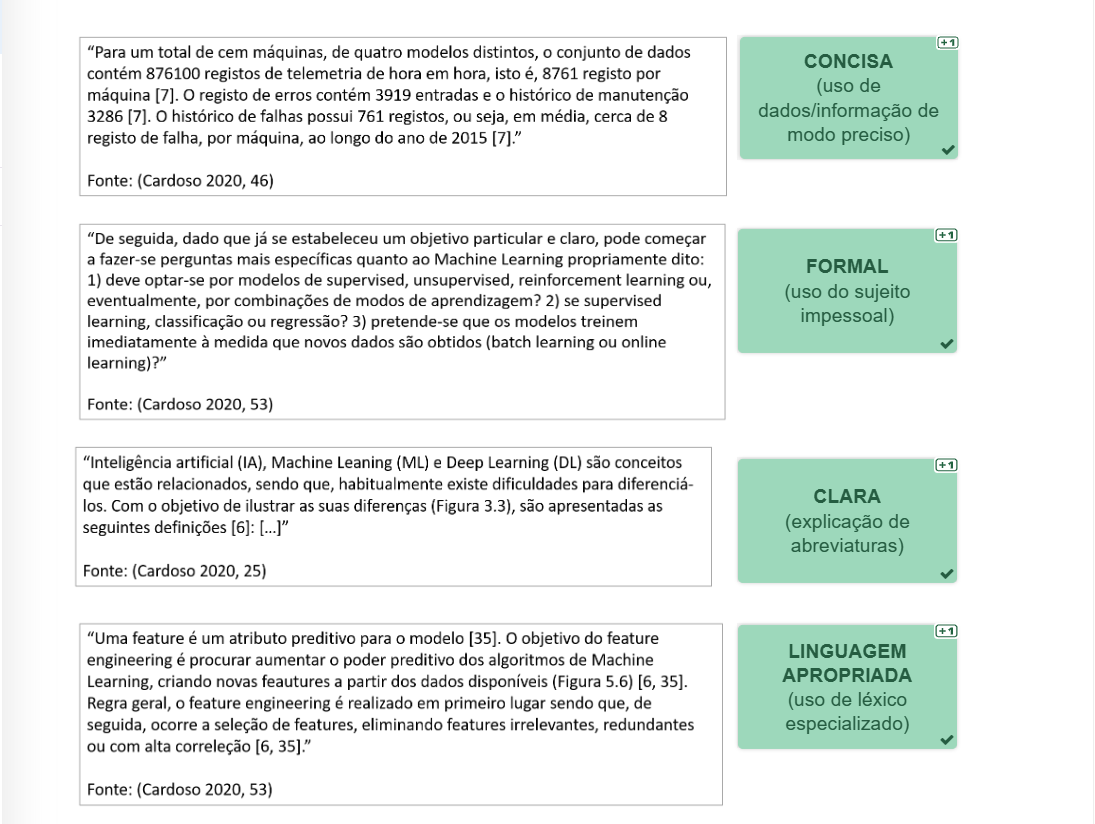 “Para um total de cem máquinas, de quatro modelos distintos, o conjunto de dados
contém 876100 registos de telemetria de hora em hora, isto é, 8761 registo por
máquina [7]. O registo de erros contém 3919 entradas e o histórico de manutenção
3286 [7]. O histórico de falhas possui 761 registos, ou seja, em média, cerca de 8
registo de falha, por máquina, ao longo do ano de 2015 [7].”
Fonte: (Cardoso 2020, 46)
+1
CONCISA
(uso de
dados/informação de
modo preciso)
“De seguida, dado que já se estabeleceu um objetivo particular e claro, pode começar
a fazer-se perguntas mais específicas quanto ao Machine Learning propriamente dito:
1) deve optar-se por modelos de supervised, unsupervised, reinforcement learning ou,
eventualmente, por combinações de modos de aprendizagem? 2) se supervised
learning, classificação ou regressão? 3) pretende-se que os modelos treinem
imediatamente à medida que novos dados são obtidos (batch learning ou online
learning)?”
Fonte: (Cardoso 2020, 53)
+1
FORMAL
(uso do sujeito
impessoal)
“Inteligência artificial (IA), Machine Leaning (ML) e Deep Learning (DL) são conceitos
que estão relacionados, sendo que, habitualmente existe dificuldades para diferenciá-
los. Com o objetivo de ilustrar as suas diferenças (Figura 3.3), são apresentadas as
seguintes definições [6]: [...]”
Fonte: (Cardoso 2020, 25)
+1
CLARA
(explicação de
abreviaturas)
“Uma feature é um atributo preditivo para o modelo [35]. O objetivo do feature
engineering é procurar aumentar o poder preditivo dos algoritmos de Machine
Learning, criando novas feautures a partir dos dados disponíveis (Figura 5.6) [6, 35].
Regra geral, o feature engineering é realizado em primeiro lugar sendo que, de
seguida, ocorre a seleção de features, eliminando features irrelevantes, redundantes
ou com alta correleção [6, 35].”
Fonte: (Cardoso 2020, 53)
+1
LINGUAGEM
APROPRIADA
(uso de léxico
especializado)